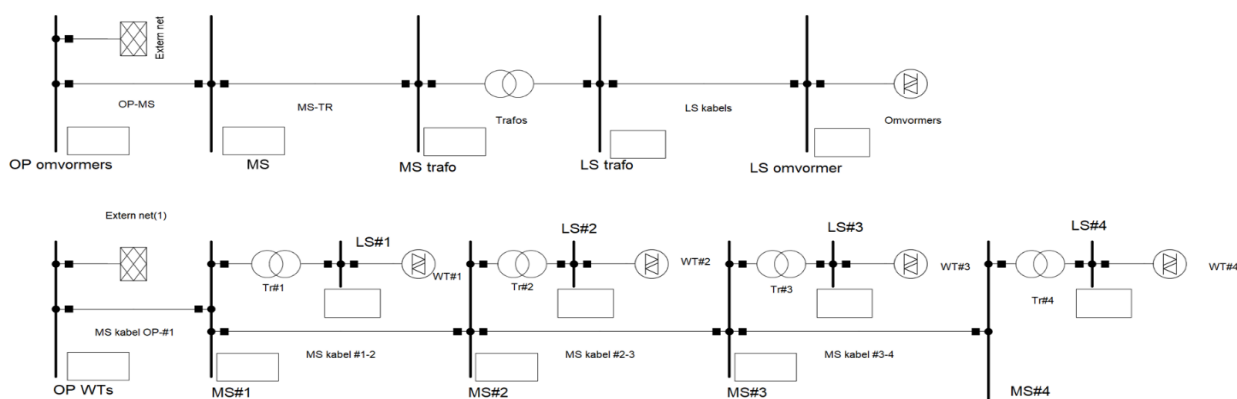 Extern net
OP-MS
MS-TR
Trafos
LS kabels
Omvormers
OP omvormers
MS
MS trafo
LS trafo
LS omvormer
Extern net(1)
LS#1
LS#2
LS#3
LS#4
WT#1
WT#2
WT#3
WT#4
Tr#1
Tr#2
Tr#3
Tr#4
MS kabel OP-#1
MS kabel #1-2
MS kabel #2-3
MS kabel #3-4
OP WTs
MS#1
MS#2
MS#3
MS#4